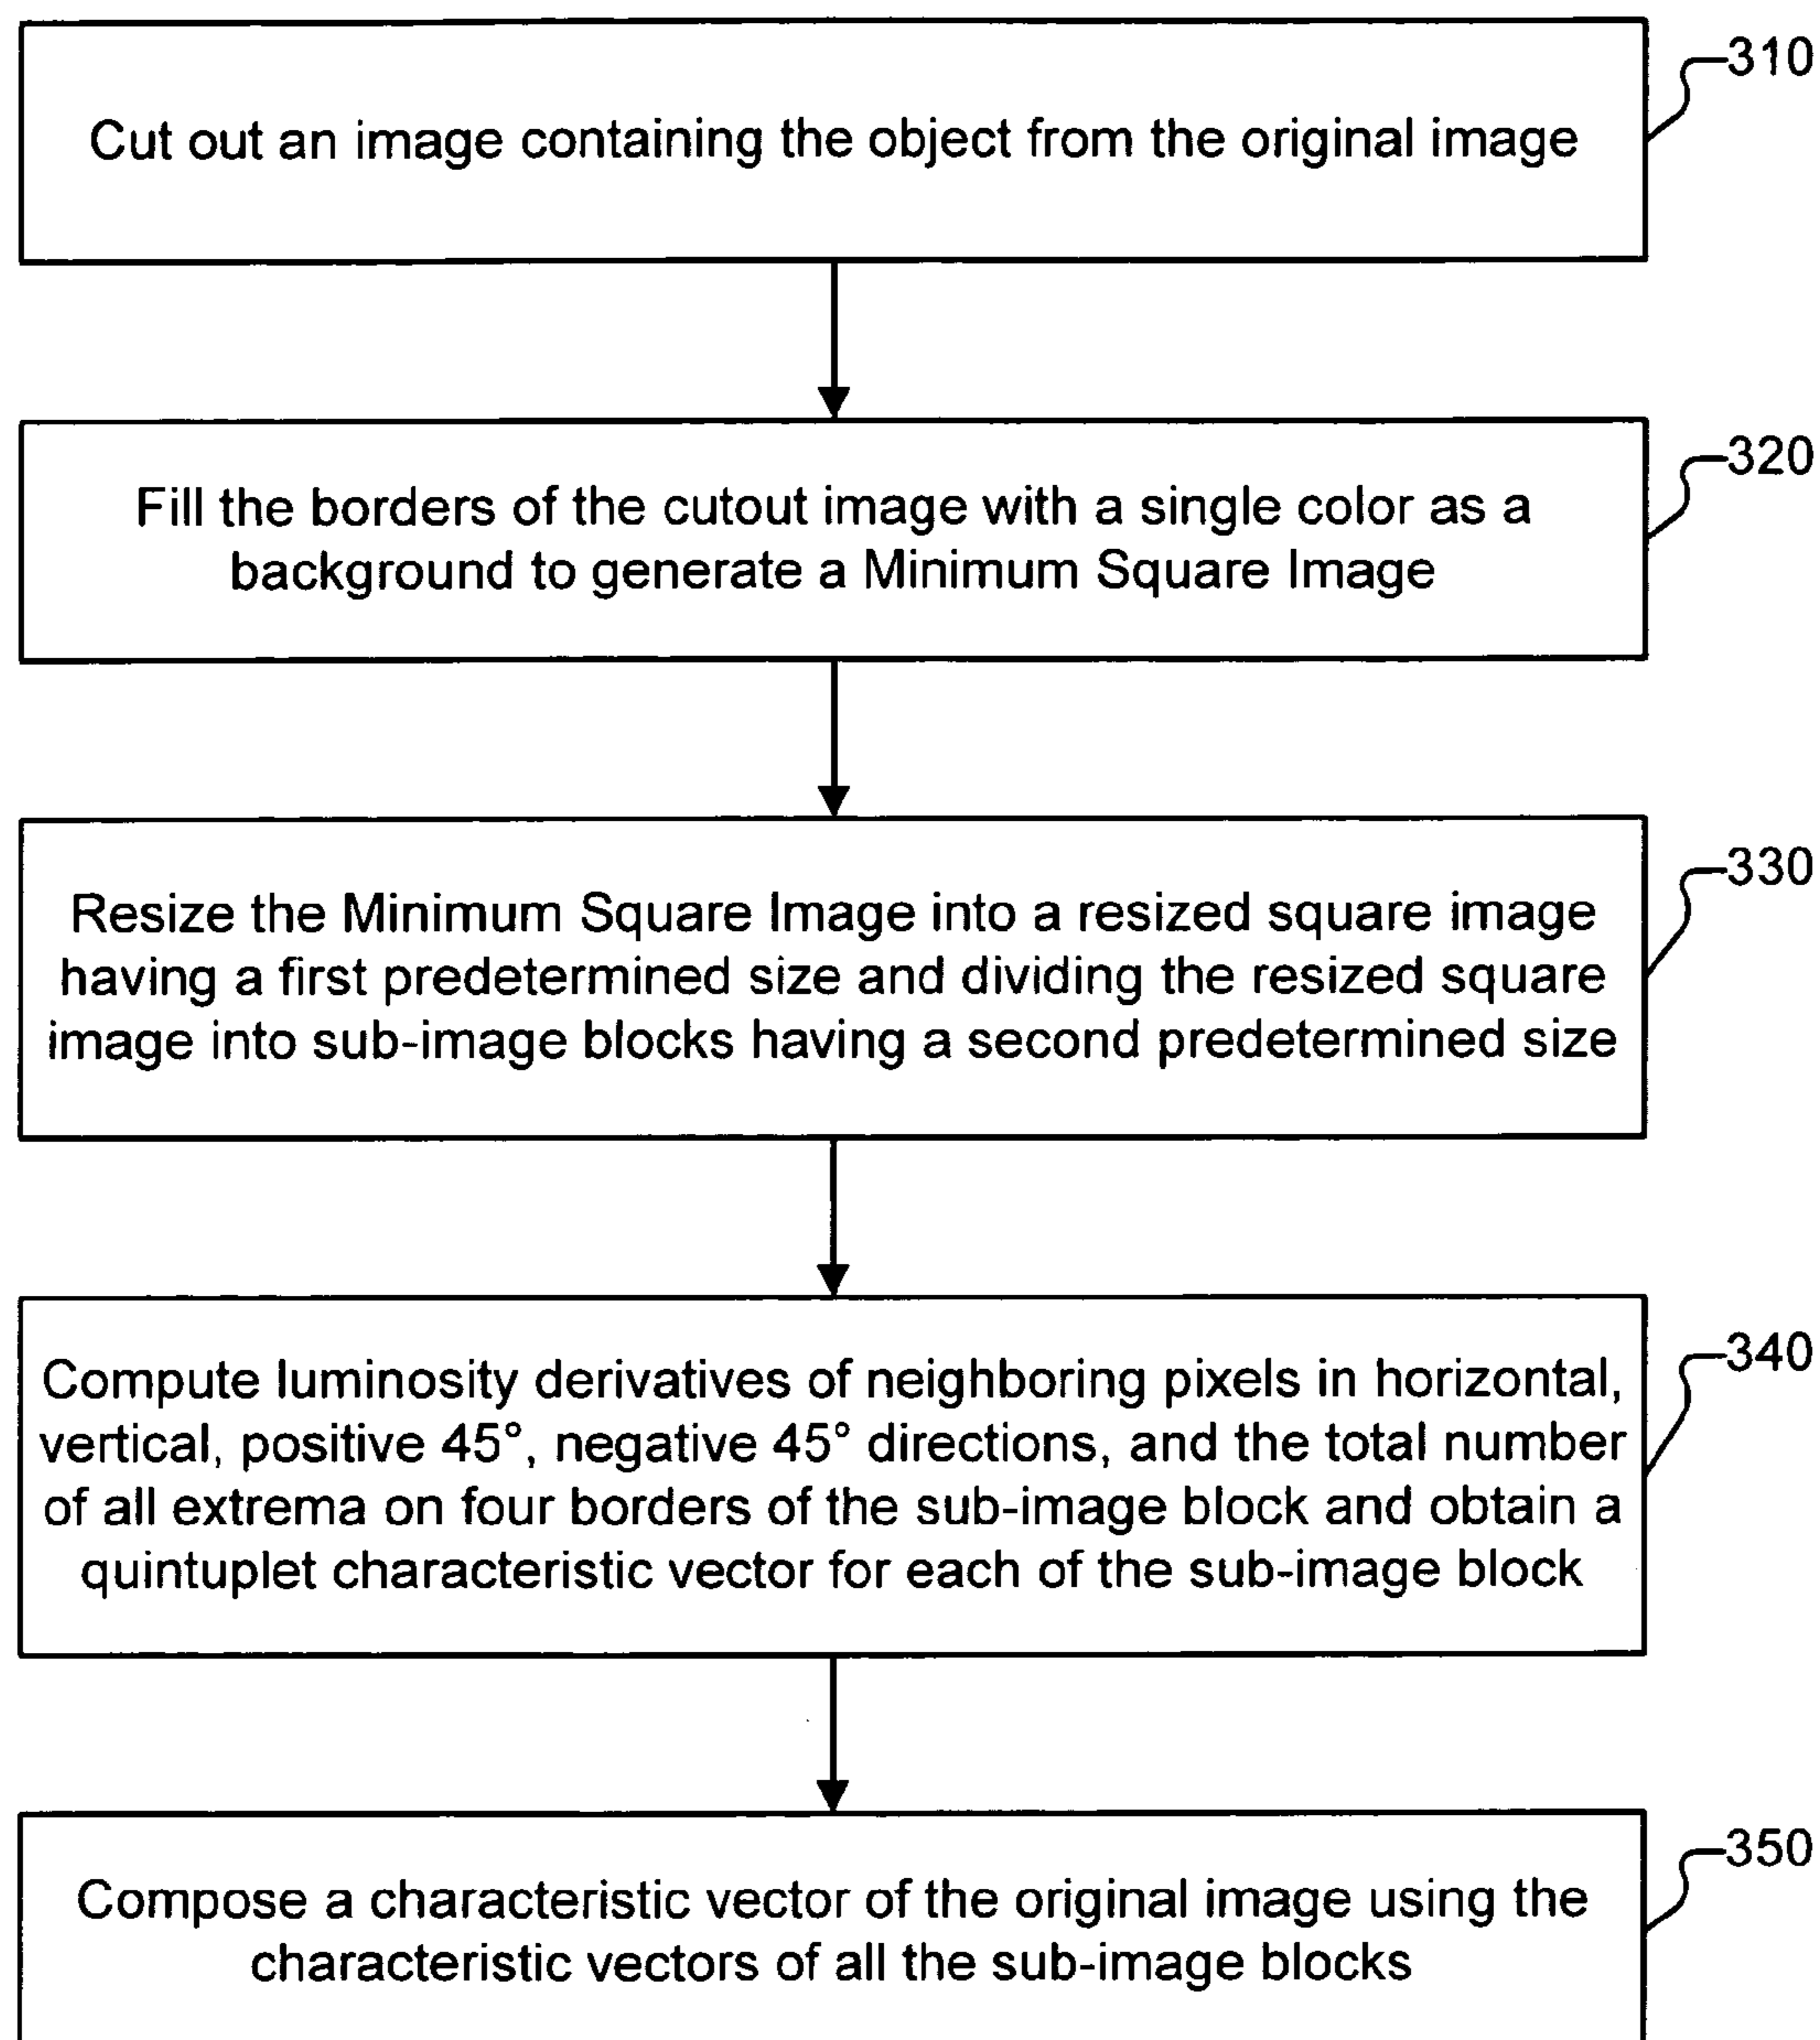 310
Cut out an image containing the object from the original image
320
Fill the borders of the cutout image with a single color as a
background to generate a Minimum Square Image
330
Resize the Minimum Square Image into a resized square image
having a first predetermined size and dividing the resized square
image into sub-image blocks having a second predetermined size
340
Compute luminosity derivatives of neighboring pixels in horizontal,
vertical, positive 45°, negative 45° directions, and the total number
of all extrema on four borders of the sub-image block and obtain a
quintuplet characteristic vector for each of the sub-image block
350
Compose a characteristic vector of the original image using the
characteristic vectors of all the sub-image blocks